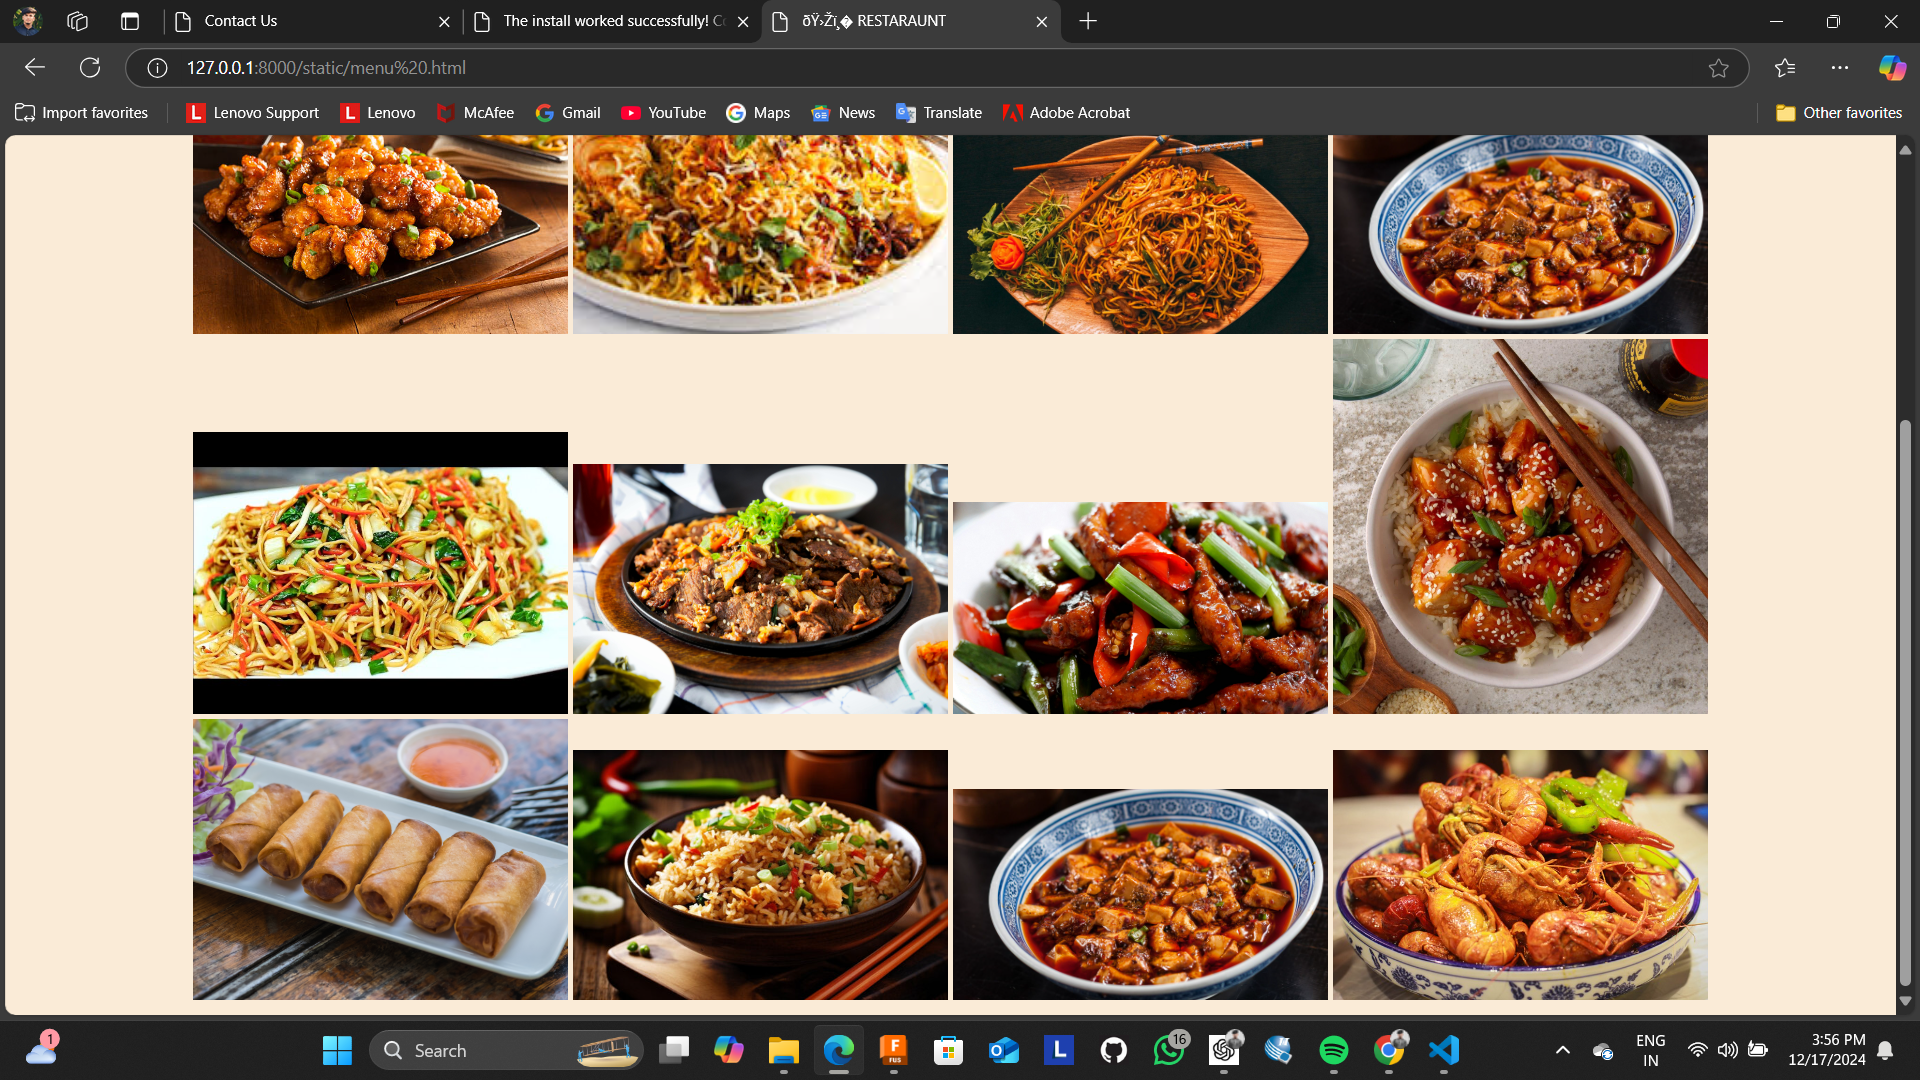 Contact Us
The install worked successfully! Co
ðŸ›Žï¸� RESTARAUNT
127.0.0.1:8000/static/menu%20.html
Import favorites
L Lenovo Support
L Lenovo
McAfee
Gmail
YouTube
Maps
News
Translate
Adobe Acrobat
Other favorites
1
Search
F
FUS
L
16
ENG
IN
3:56 PM
12/17/2024